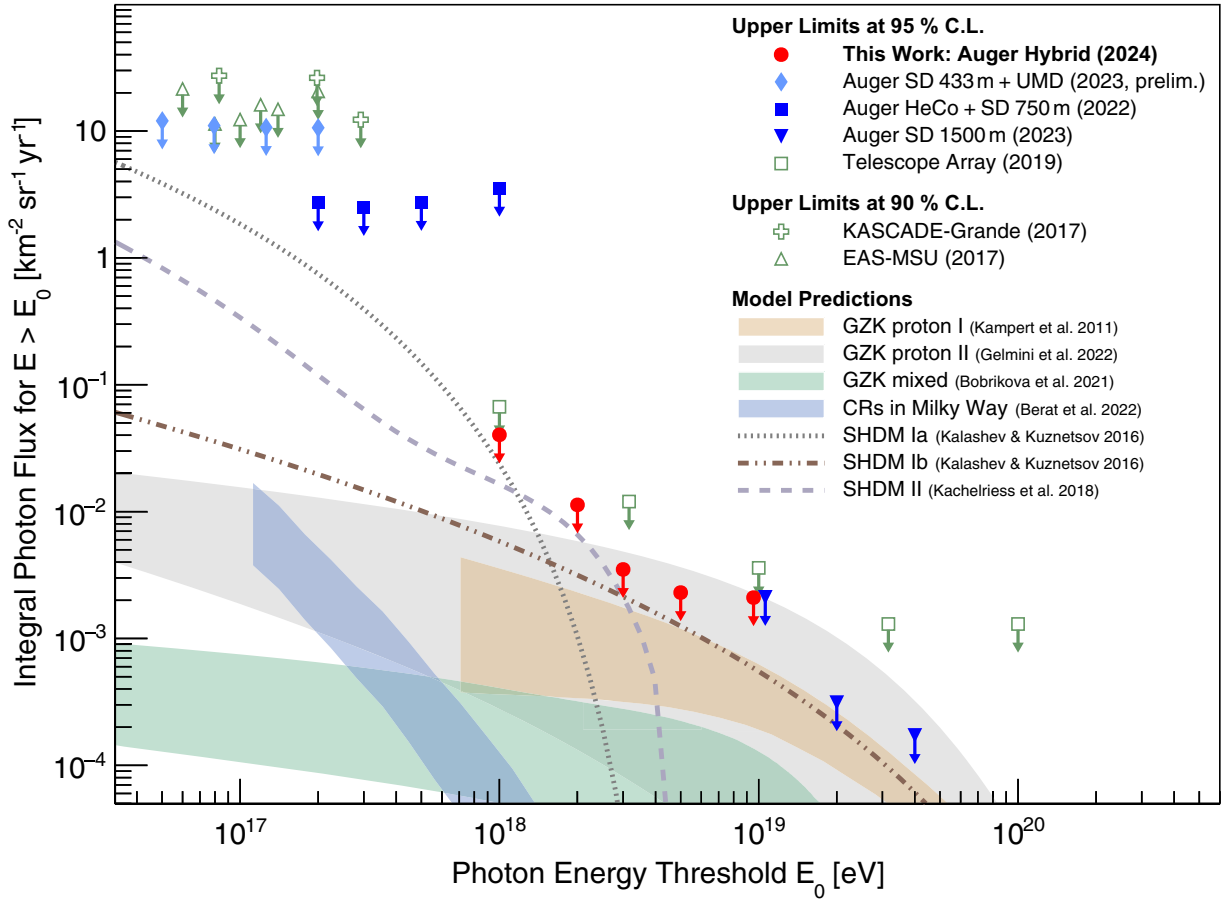 Upper Limits at 95 % C.L.
This Work: Auger Hybrid (2024)
Auger SD 433 m + UMD (2023, prelim.)
Auger HeCo + SD 750 m (2022)
Auger SD 1500 m (2023)
Telescope Array (2019)
Upper Limits at 90 % C.L.
KASCADE-Grande (2017)
EAS-MSU (2017)
Model Predictions
GZK proton I (Kampert et al. 2011)
GZK proton II (Gelmini et al. 2022)
GZK mixed (Bobrikova et al. 2021)
CRs in Milky Way (Berat et al. 2022)
SHDM Ia (Kalashev & Kuznetsov 2016)
SHDM Ib (Kalashev & Kuznetsov 2016)
SHDM II (Kachelriess et al. 2018)
Integral Photon Flux for E > E₀ [km⁻² sr⁻¹ yr⁻¹]
10
1
10⁻¹
10⁻²
10⁻³
10⁻⁴
10¹⁷ 10¹⁸ 10¹⁹ 10²⁰
Photon Energy Threshold E₀ [eV]